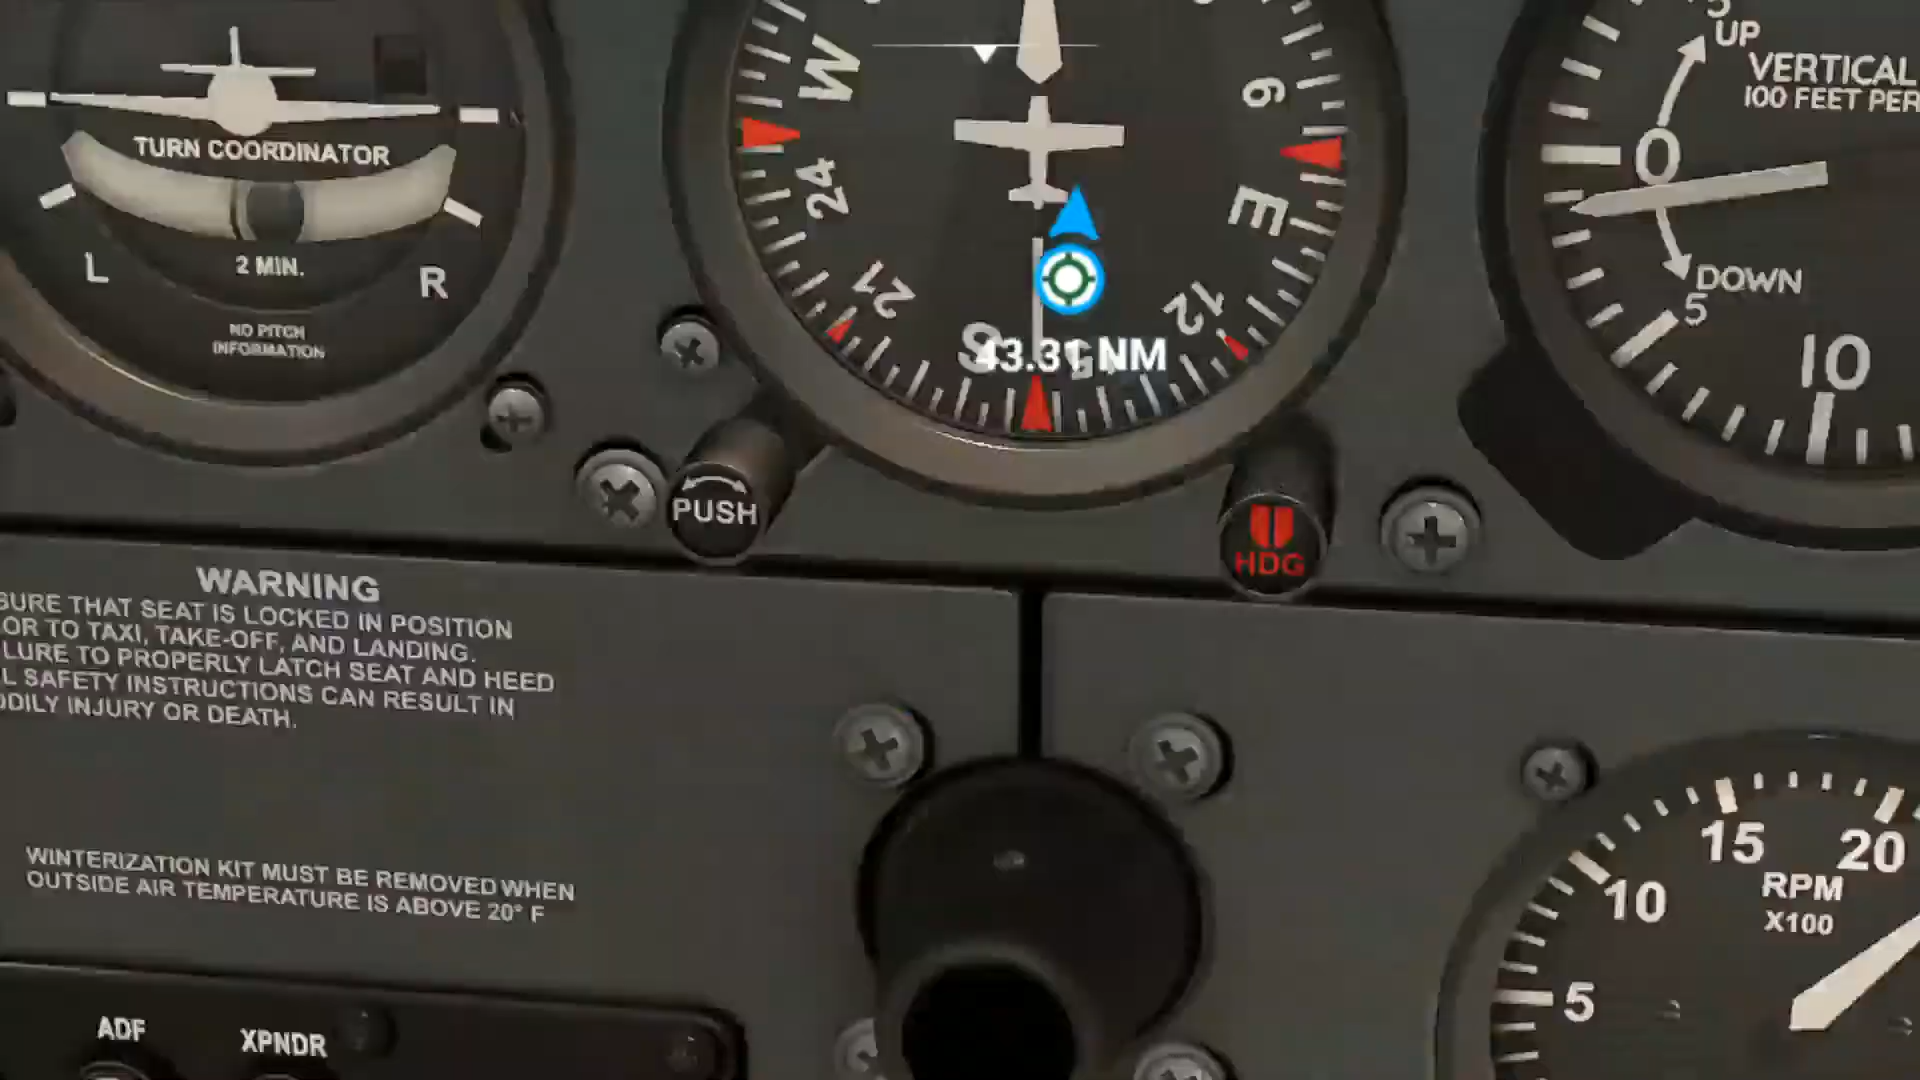 TURN COORDINATOR
L
R
2 MIN.
NO PITCH
INFORMATION
W
24
21
S
15
12
E
6
43.31 NM
PUSH
HDG
5
UP
VERTICAL
100 FEET PER
0
DOWN
5
10
WARNING
SURE THAT SEAT IS LOCKED IN POSITION
OR TO TAXI, TAKE-OFF, AND LANDING.
LURE TO PROPERLY LATCH SEAT AND HEED
L SAFETY INSTRUCTIONS CAN RESULT IN
ODILY INJURY OR DEATH.
WINTERIZATION KIT MUST BE REMOVED WHEN
OUTSIDE AIR TEMPERATURE IS ABOVE 20° F
ADF
XPNDR
5
10
15
20
RPM
X100